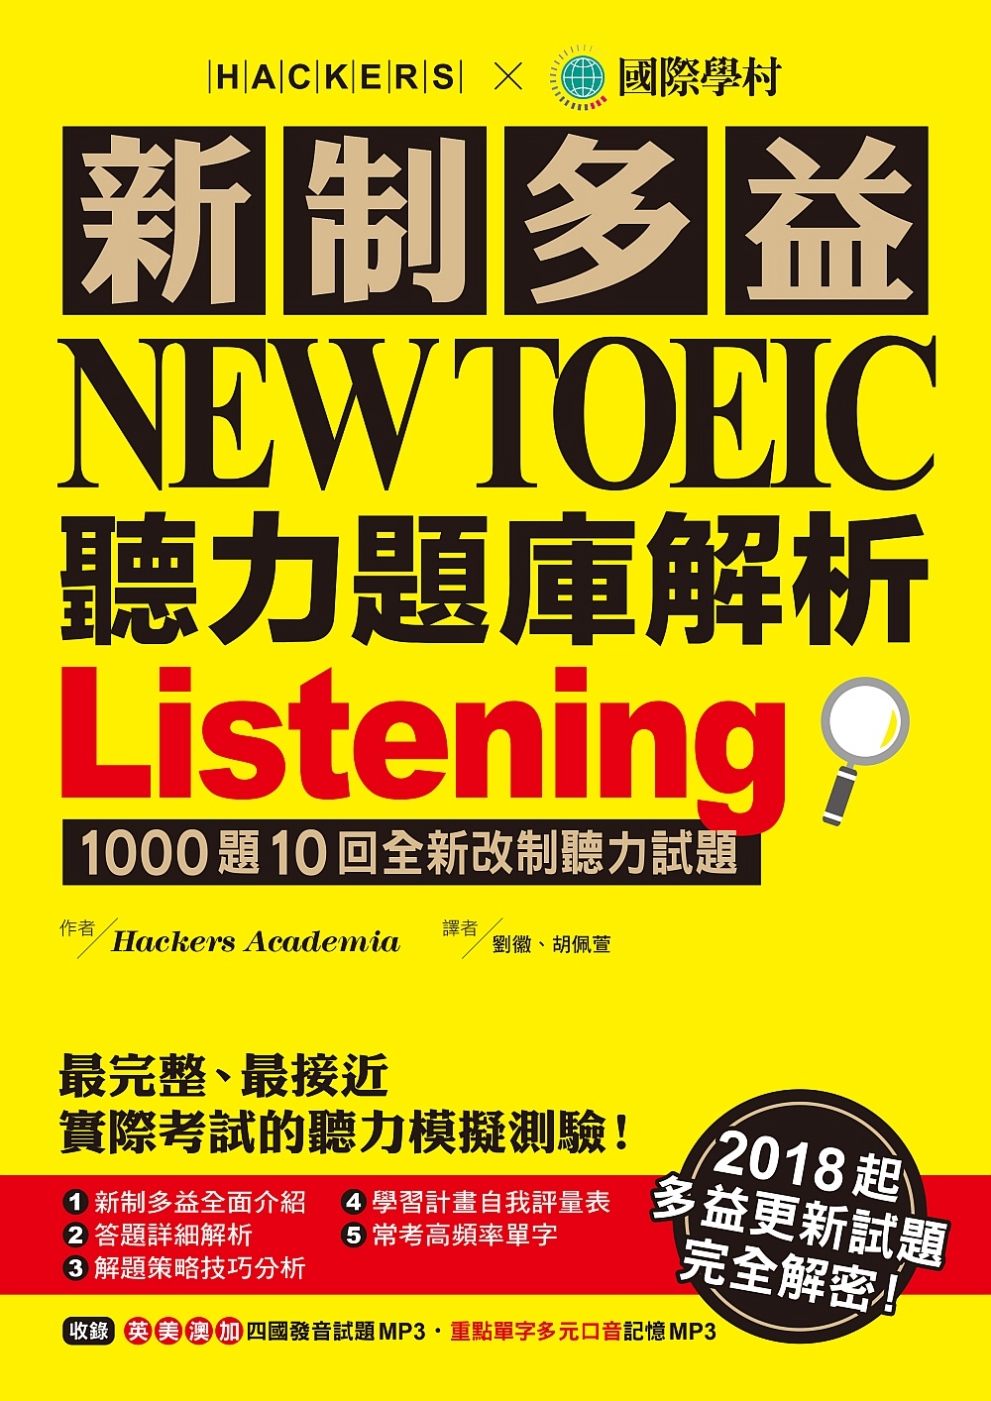 HACKERS × 國際學村
新制多益
NEW TOEIC
聽力題庫解析
Listening
1000題10回全新改制聽力試題
作者/Hackers Academia 譯者/劉徽、胡佩萱
最完整、最接近
實際考試的聽力模擬測驗!
2018起
多益更新試題
完全解密!
1 新制多益全面介紹
2 答題詳細解析
3 解題策略技巧分析
4 學習計畫自我評量表
5 常考高頻率單字
收錄 英美澳加四國發音試題MP3・重點單字多元口音記憶MP3